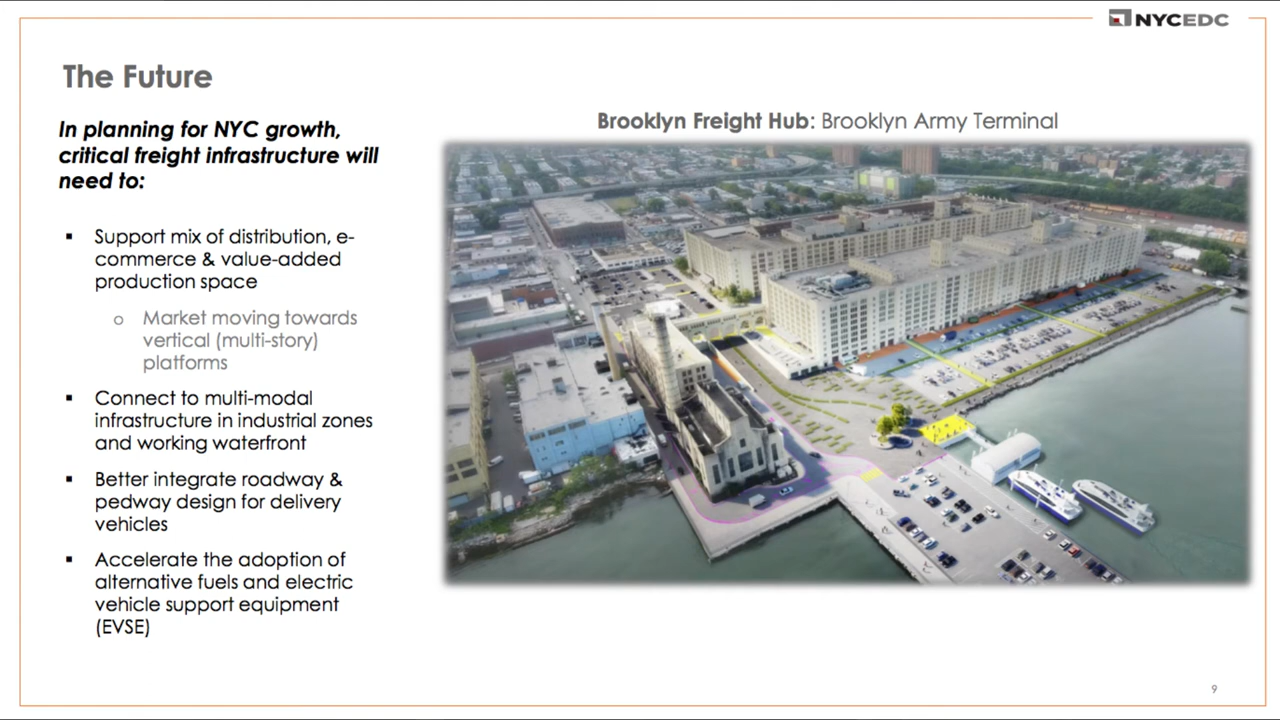 NYCEDC
The Future
In planning for NYC growth,
critical freight infrastructure will
need to:
▪ Support mix of distribution, e-
commerce & value-added
production space
o Market moving towards
vertical (multi-story)
platforms
▪ Connect to multi-modal
infrastructure in industrial zones
and working waterfront
▪ Better integrate roadway &
pedway design for delivery
vehicles
▪ Accelerate the adoption of
alternative fuels and electric
vehicle support equipment
(EVSE)
Brooklyn Freight Hub: Brooklyn Army Terminal
9